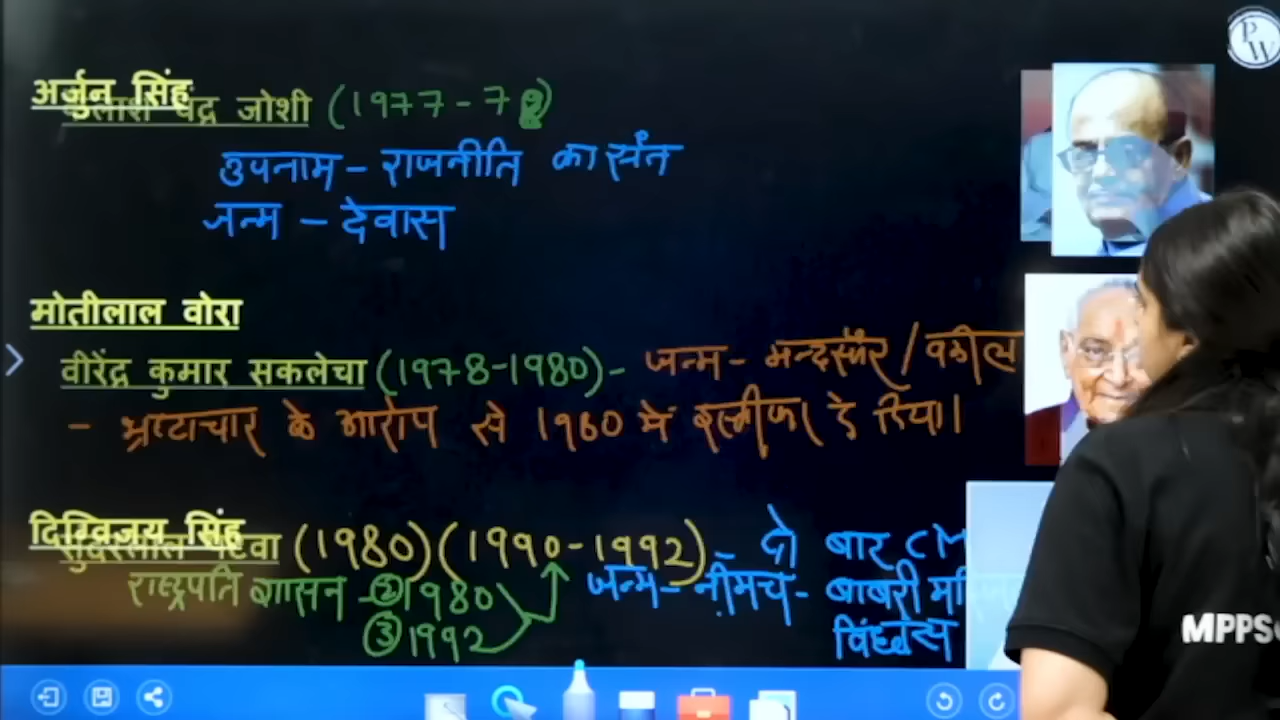 अर्जुन सिंह
चंद्र जोशी (1977-78)
उपनाम - राजनीति का संत
जन्म - देवास
मोतीलाल वोरा
वीरेंद्र कुमार सकलेचा (1978-1980) - जन्म - मन्दसौर / वकील
- भ्रष्टाचार के आरोप से 1980 में इस्तीफा दे दिया।
दिग्विजय सिंह
सुंदरलाल पटवा (1980) (1990-1992) - दो बार CM
राष्ट्रपति शासन - ② 1980
जन्म - नीमच - बाबरी
③ 1992
विध्वंस
PW
MPPS